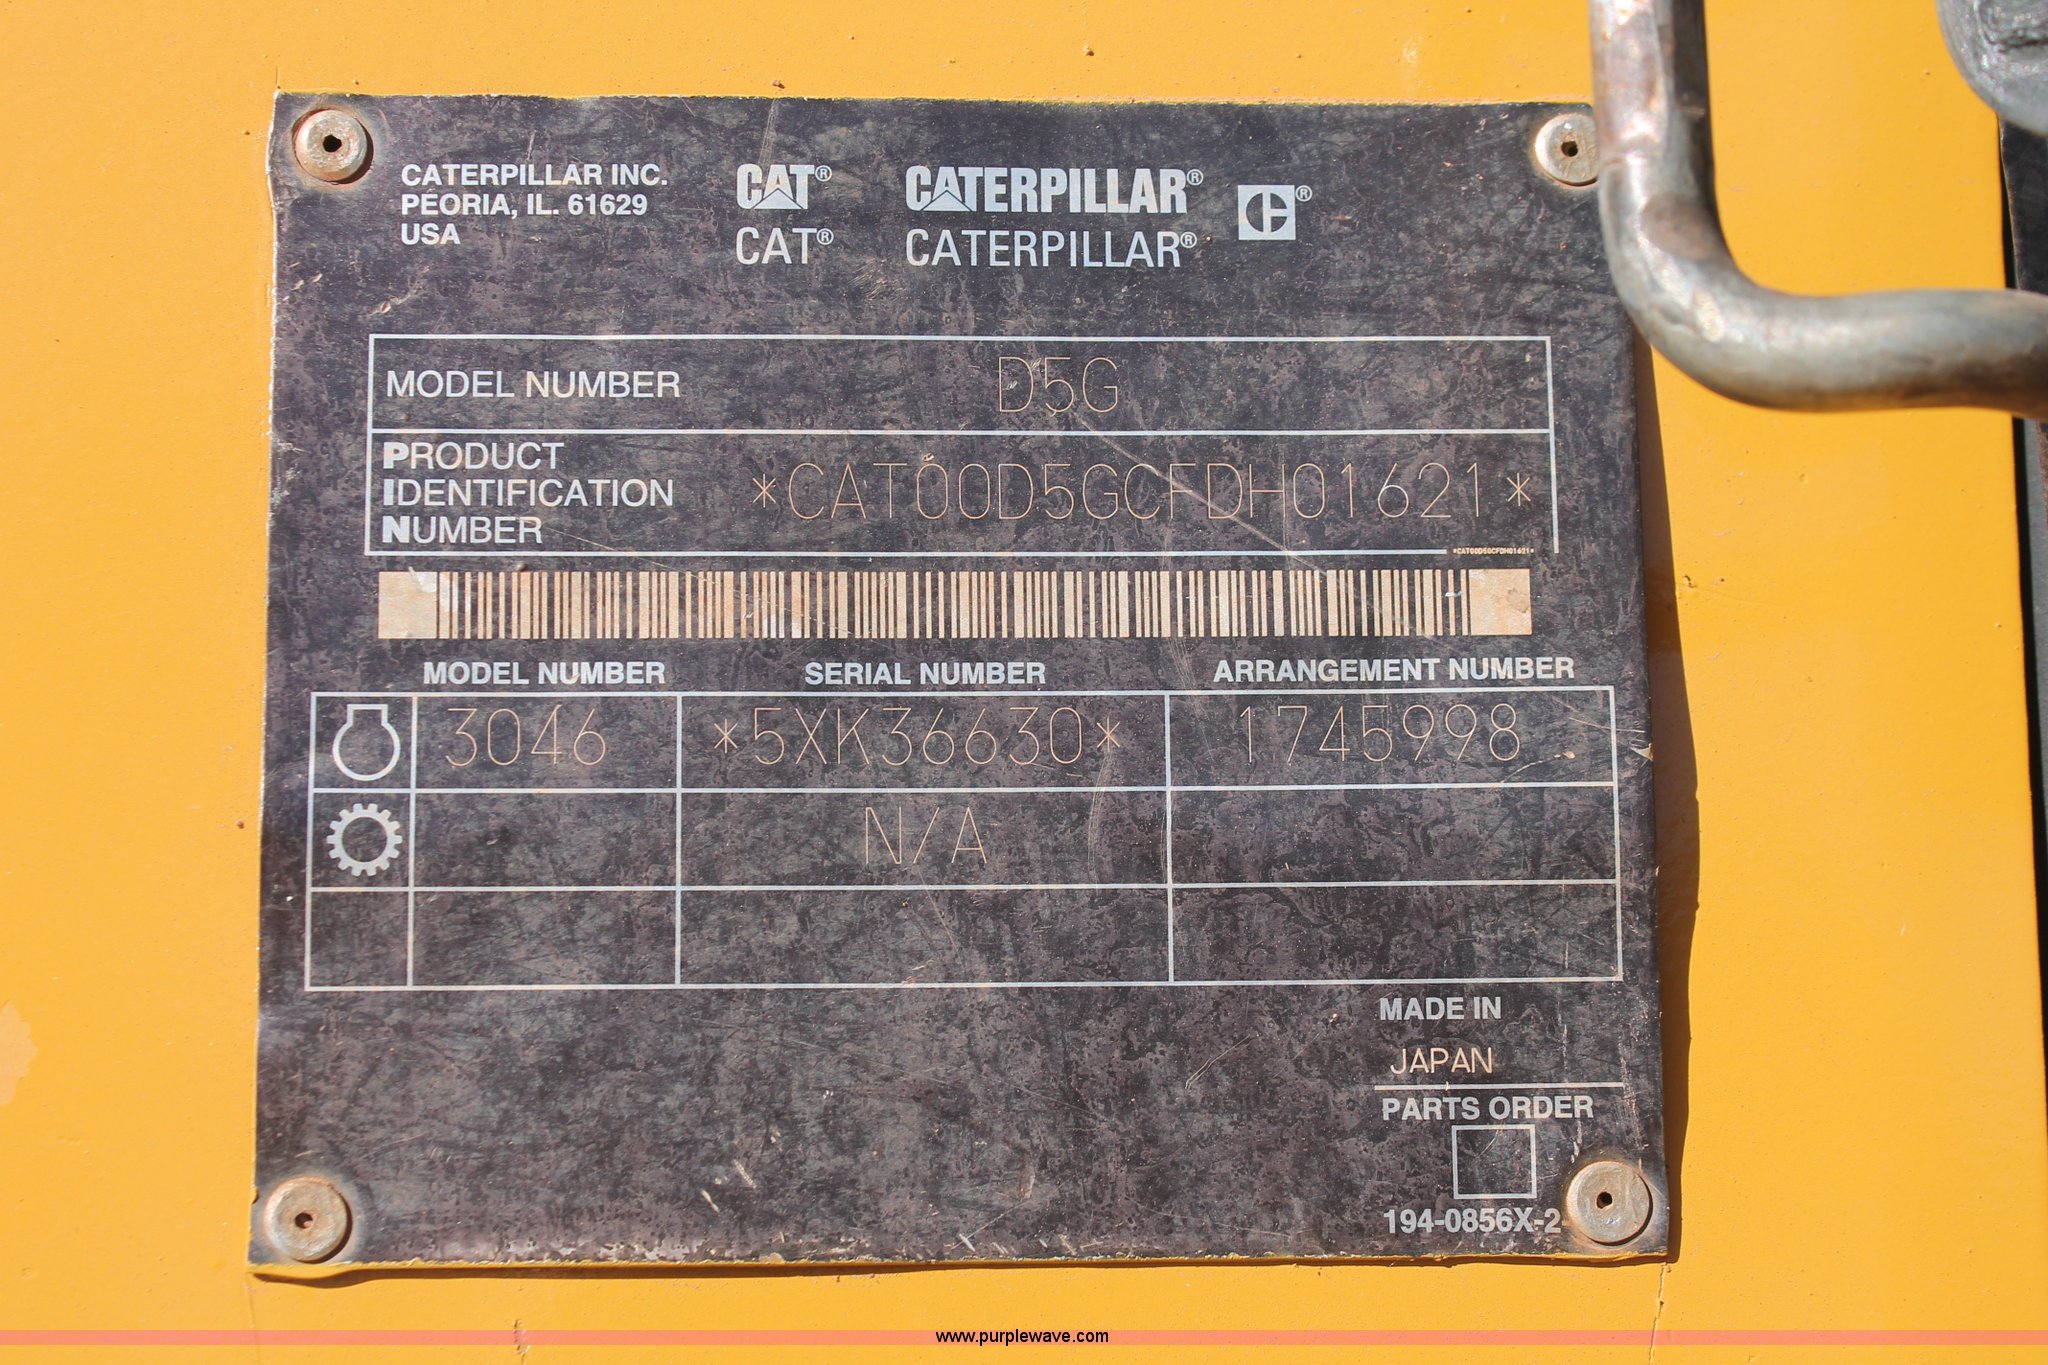 CATERPILLAR INC.
PEORIA, IL. 61629
USA
CAT® CATERPILLAR® C®
CAT® CATERPILLAR®
MODEL NUMBER D5G
PRODUCT
IDENTIFICATION
NUMBER
*CAT00D5GCFDH01621*
*CAT00D5GCFDH01621*
MODEL NUMBER SERIAL NUMBER ARRANGEMENT NUMBER
3046 *5XK36630* 1745998
N/A
MADE IN
JAPAN
PARTS ORDER
194-0856X-2
www.purplewave.com